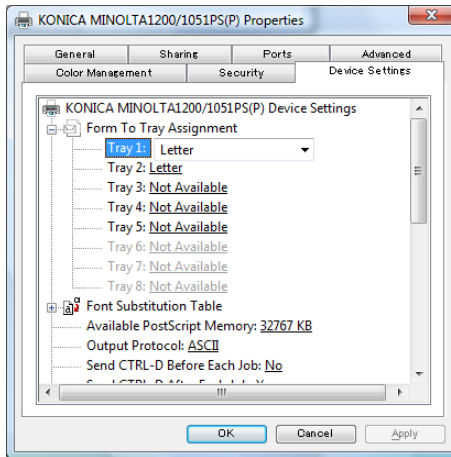 KONICA MINOLTA1200/1051PS(P) Properties
General Sharing Ports Advanced
Color Management Security Device Settings
KONICA MINOLTA1200/1051PS(P) Device Settings
Form To Tray Assignment
Tray 1: Letter
Tray 2: Letter
Tray 3: Not Available
Tray 4: Not Available
Tray 5: Not Available
Tray 6: Not Available
Tray 7: Not Available
Tray 8: Not Available
Font Substitution Table
Available PostScript Memory: 32767 KB
Output Protocol: ASCII
Send CTRL-D Before Each Job: No
OK Cancel Apply